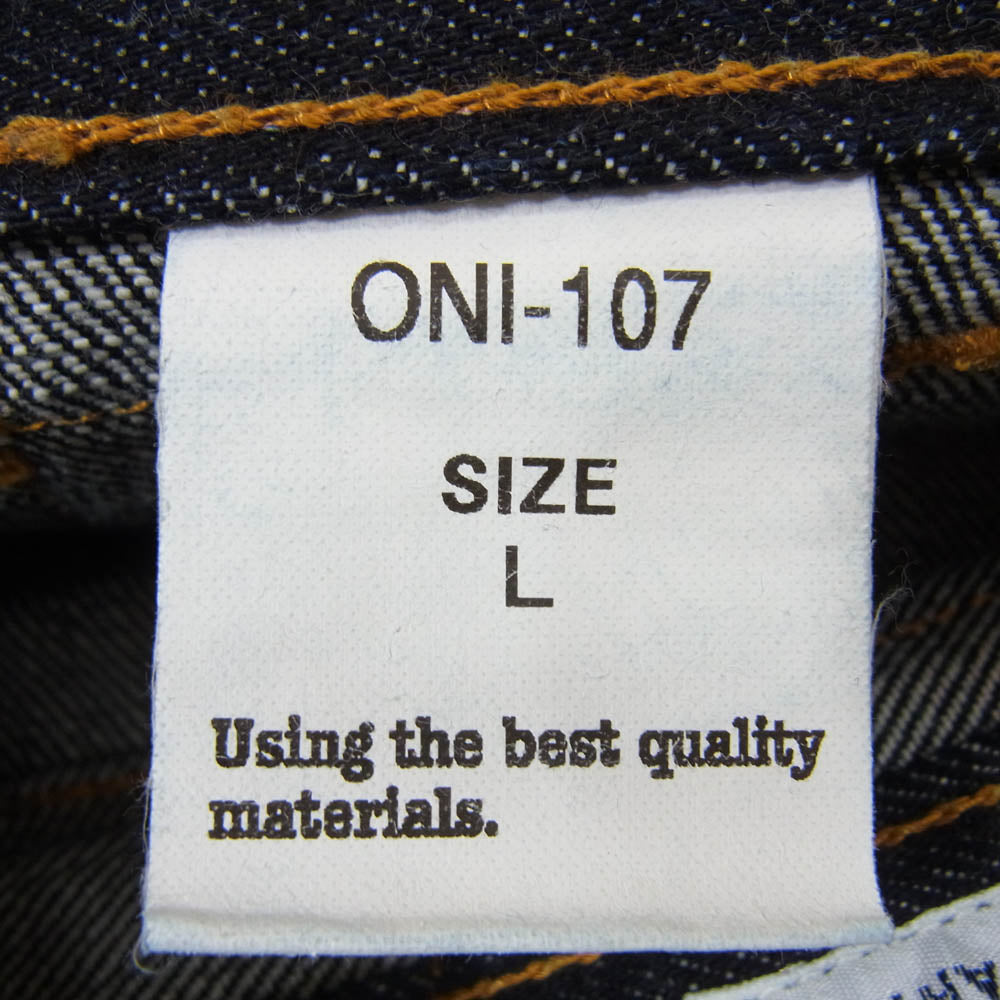 ONI-107
SIZE
L
Using the best quality
materials.